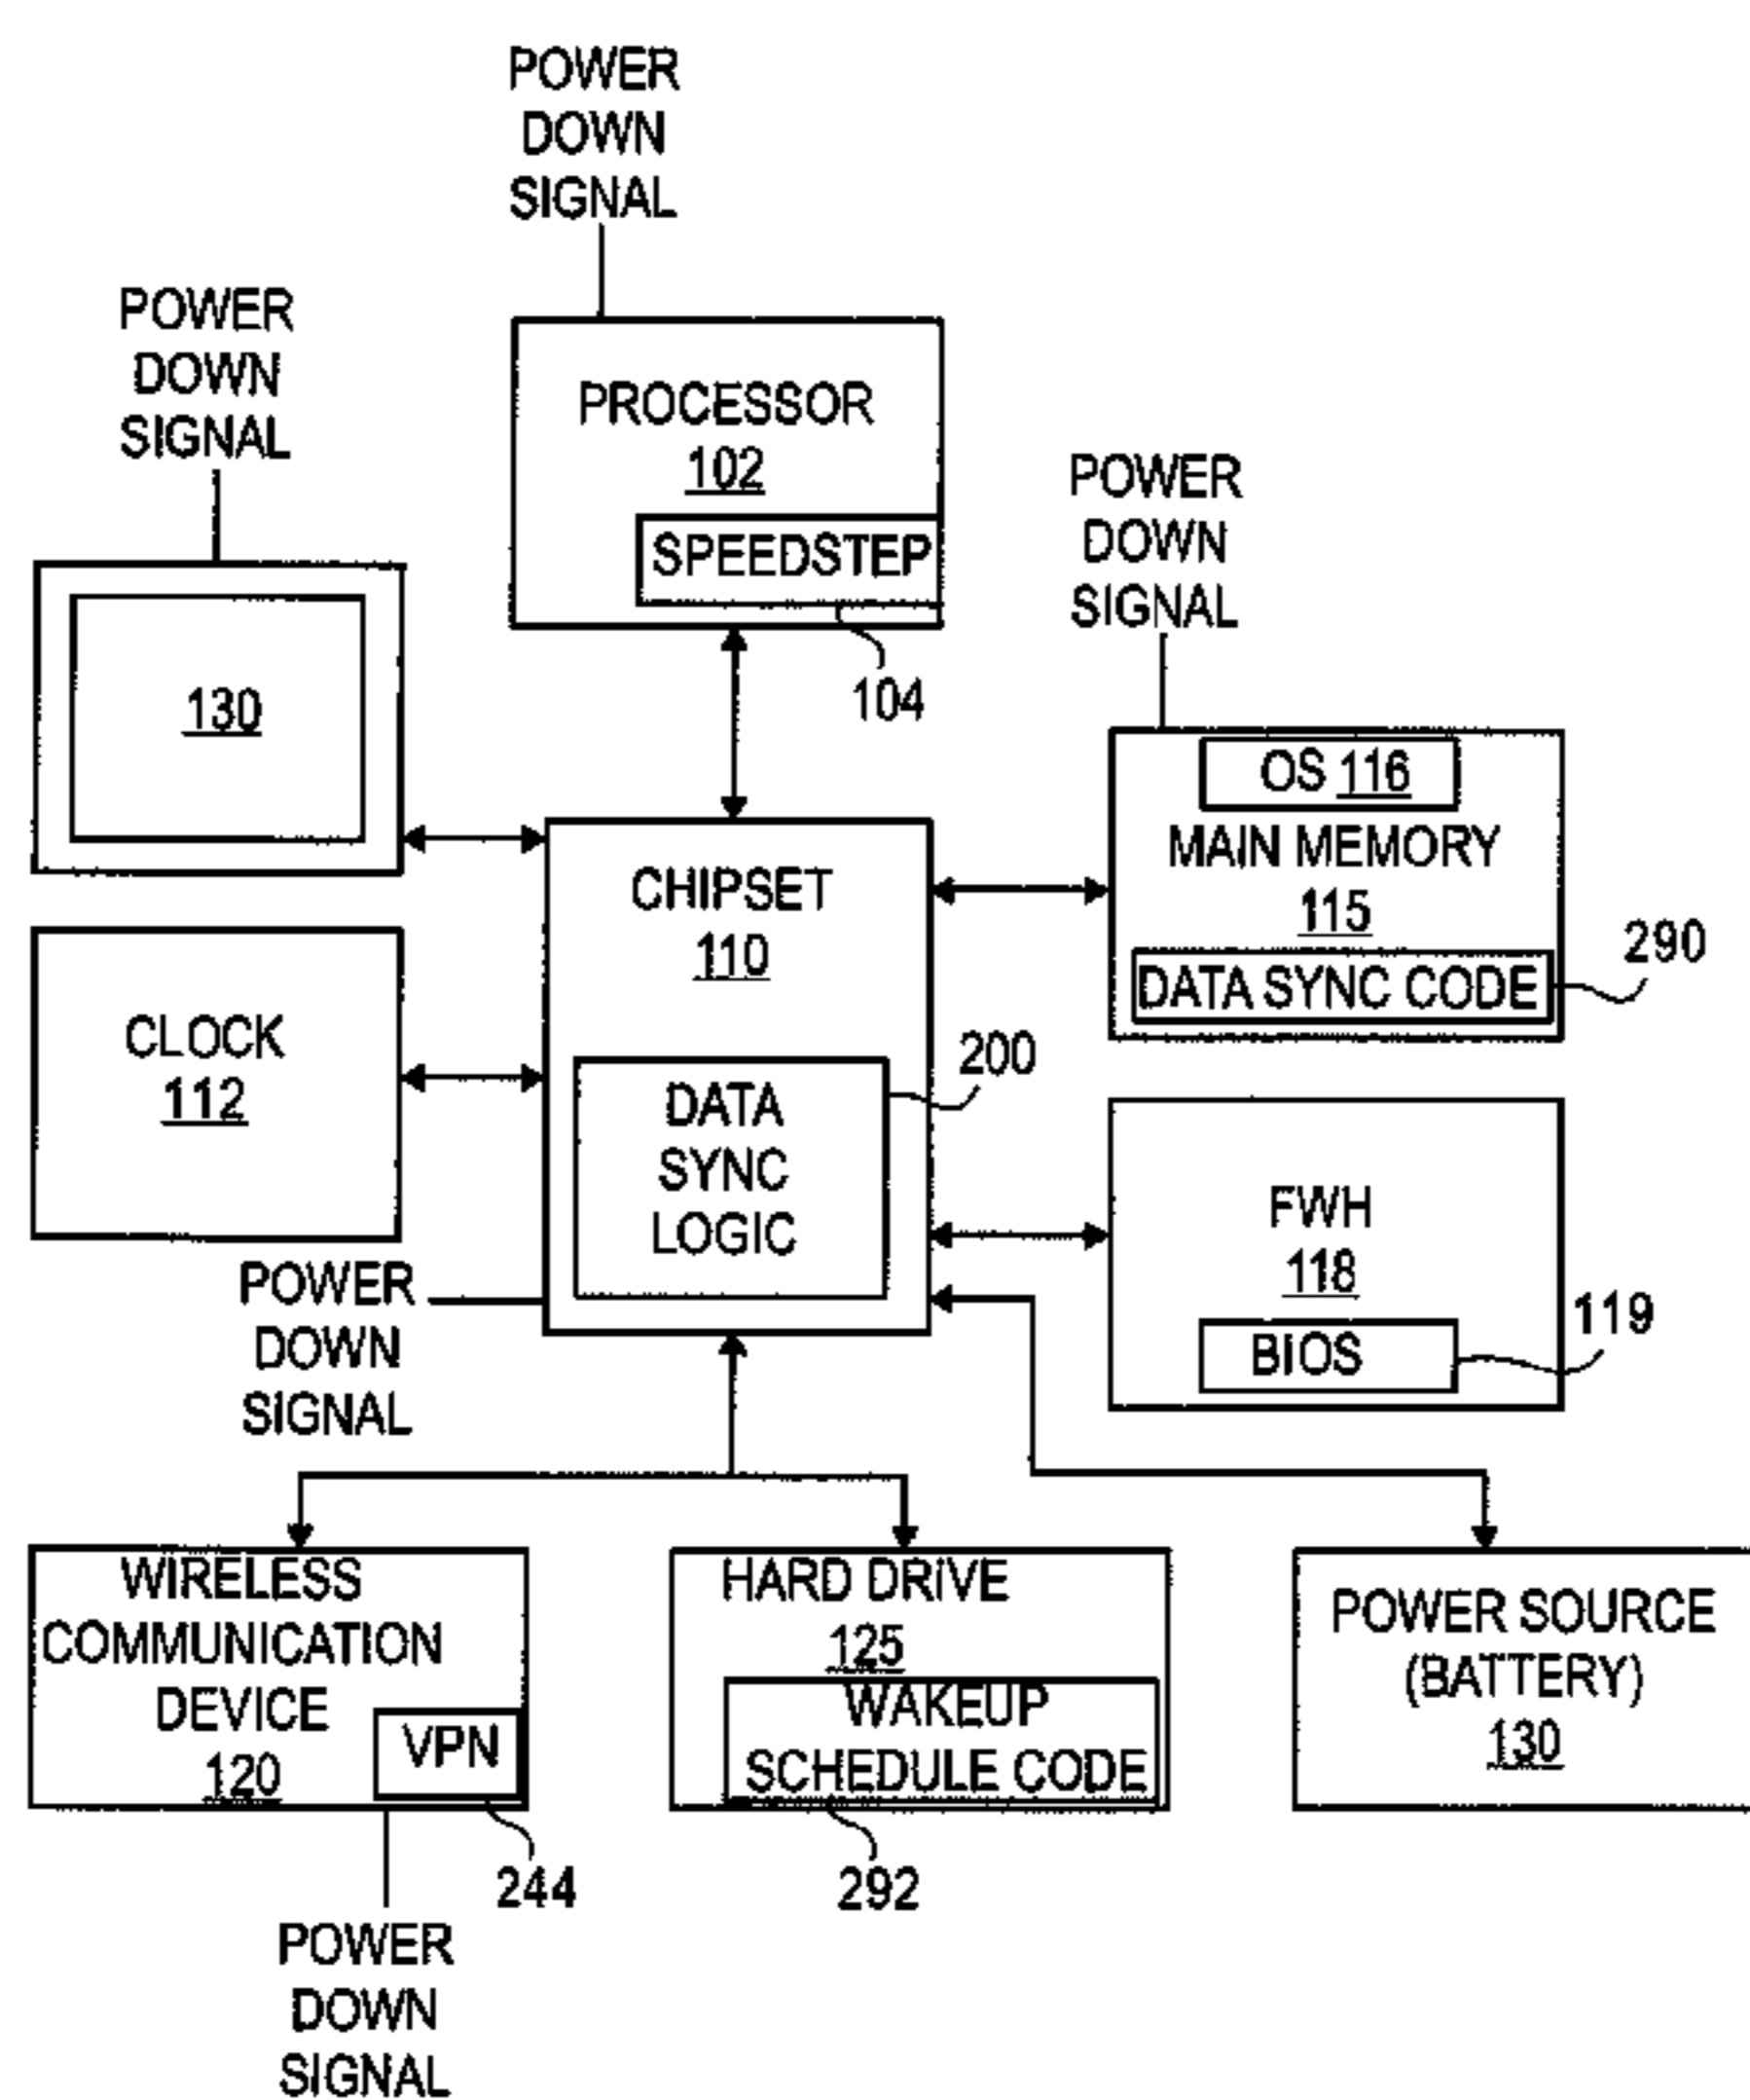 POWER
DOWN
SIGNAL
POWER
DOWN
SIGNAL
PROCESSOR
102
SPEEDSTEP
104
POWER
DOWN
SIGNAL
130
OS 116
MAIN MEMORY
115
DATA SYNC CODE
290
CHIPSET
110
DATA
SYNC
LOGIC
200
CLOCK
112
POWER
DOWN
SIGNAL
FWH
118
BIOS
119
WIRELESS
COMMUNICATION
DEVICE
120
VPN
244
HARD DRIVE
125
WAKEUP
SCHEDULE CODE
292
POWER SOURCE
(BATTERY)
130
POWER
DOWN
SIGNAL